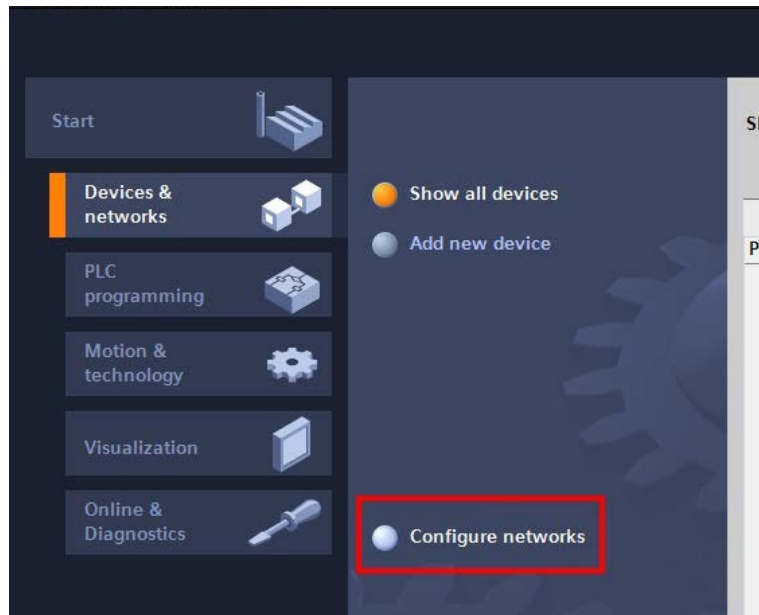 Start
Devices &
networks
PLC
programming
Motion &
technology
Visualization
Online &
Diagnostics
Show all devices
Add new device
Configure networks